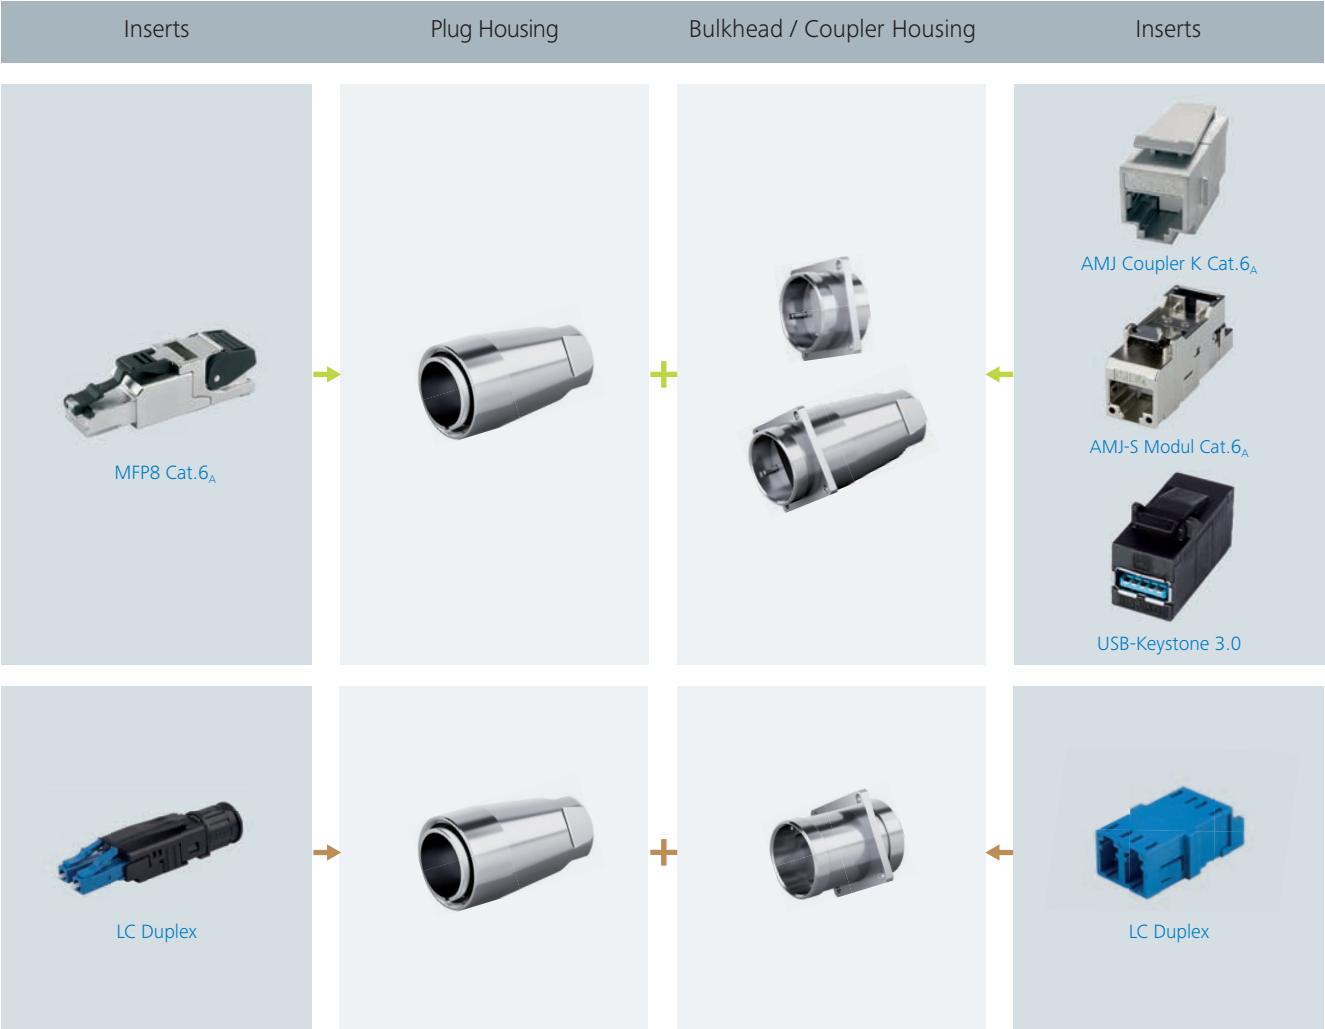 Inserts
Plug Housing
Bulkhead / Coupler Housing
Inserts
AMJ Coupler K Cat.6A
AMJ-S Modul Cat.6A
MFP8 Cat.6A
USB-Keystone 3.0
LC Duplex
LC Duplex